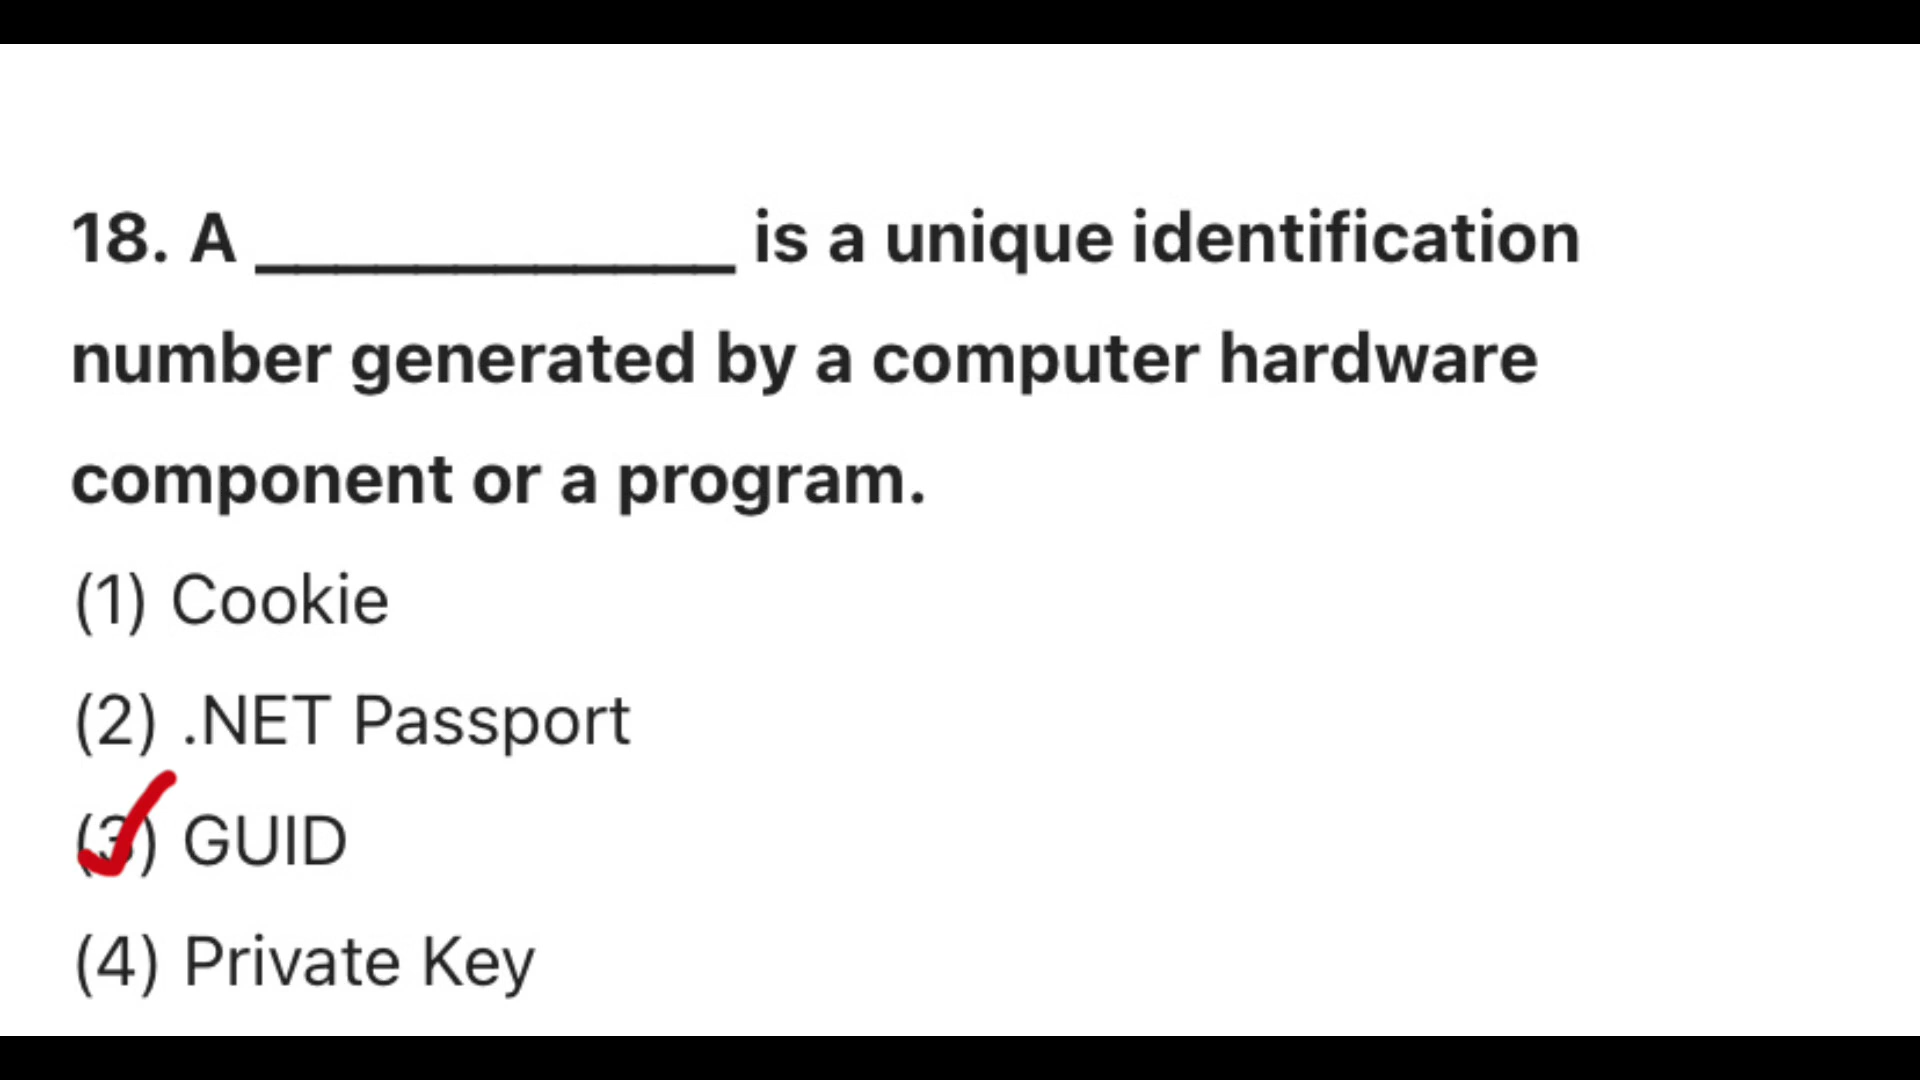 18. A ____________ is a unique identification
number generated by a computer hardware
component or a program.
(1) Cookie
(2) .NET Passport
(3) GUID
(4) Private Key